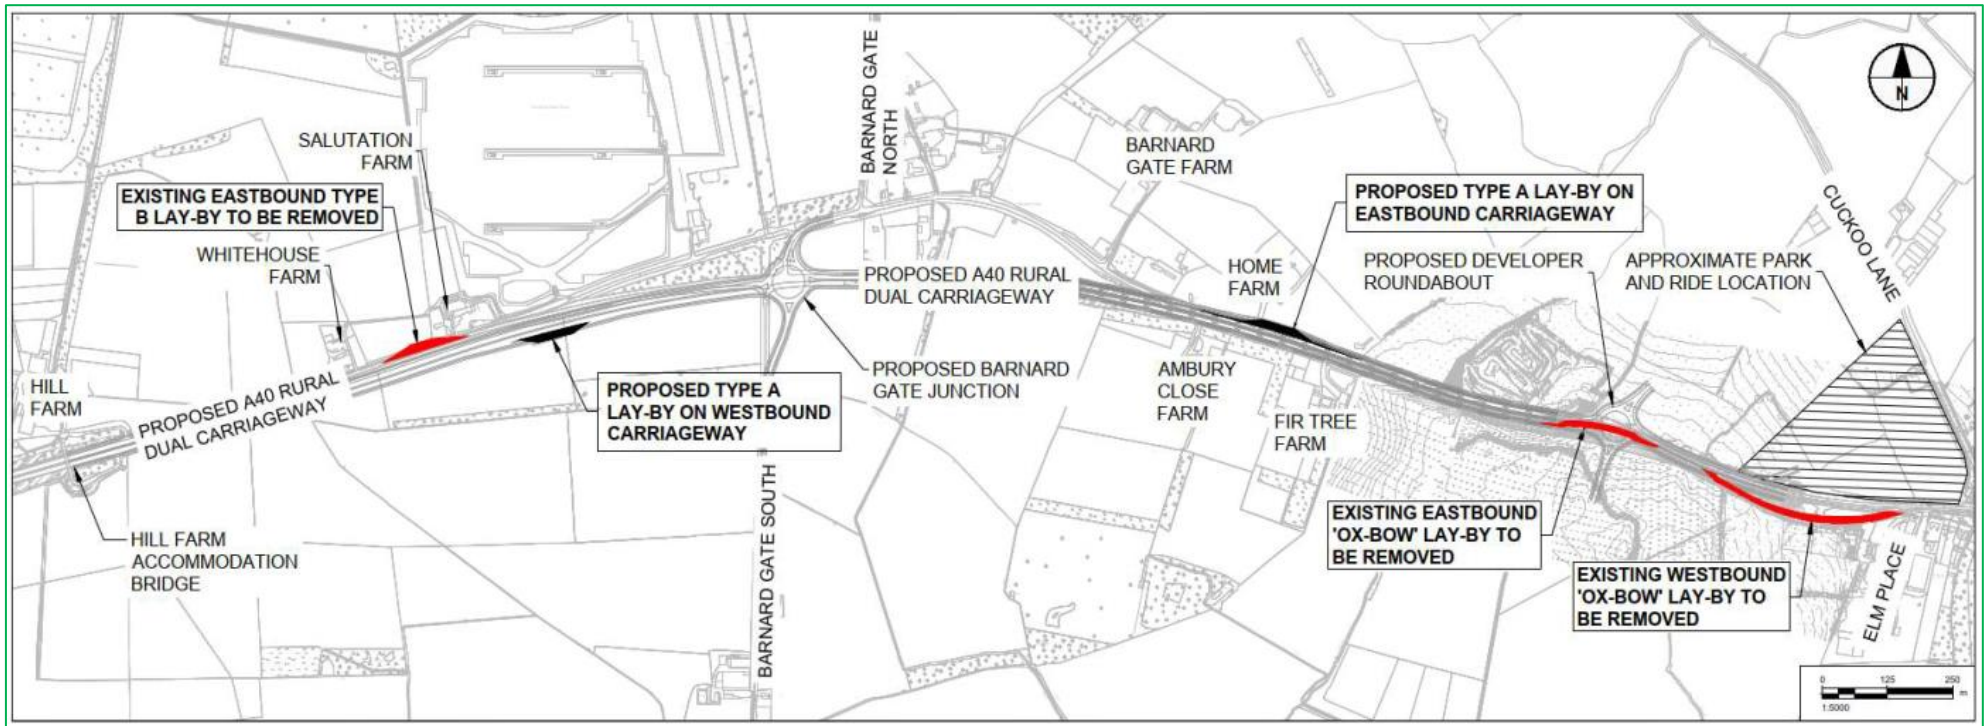 BARNARD GATE
NORTH
N
SALUTATION
FARM
BARNARD
GATE FARM
EXISTING EASTBOUND TYPE
B LAY-BY TO BE REMOVED
PROPOSED TYPE A LAY-BY ON
EASTBOUND CARRIAGEWAY
CUCKOO LANE
WHITEHOUSE
FARM
PROPOSED A40 RURAL
DUAL CARRIAGEWAY
HOME
FARM
PROPOSED DEVELOPER
ROUNDABOUT
APPROXIMATE PARK
AND RIDE LOCATION
HILL
FARM
PROPOSED A40 RURAL
DUAL CARRIAGEWAY
PROPOSED TYPE A
LAY-BY ON WESTBOUND
CARRIAGEWAY
PROPOSED BARNARD
GATE JUNCTION
AMBURY
CLOSE
FARM
FIR TREE
FARM
HILL FARM
ACCOMMODATION
BRIDGE
BARNARD GATE SOUTH
EXISTING EASTBOUND
'OX-BOW' LAY-BY TO
BE REMOVED
EXISTING WESTBOUND
'OX-BOW' LAY-BY TO
BE REMOVED
ELM PLACE
0 125 250
m
1:5000